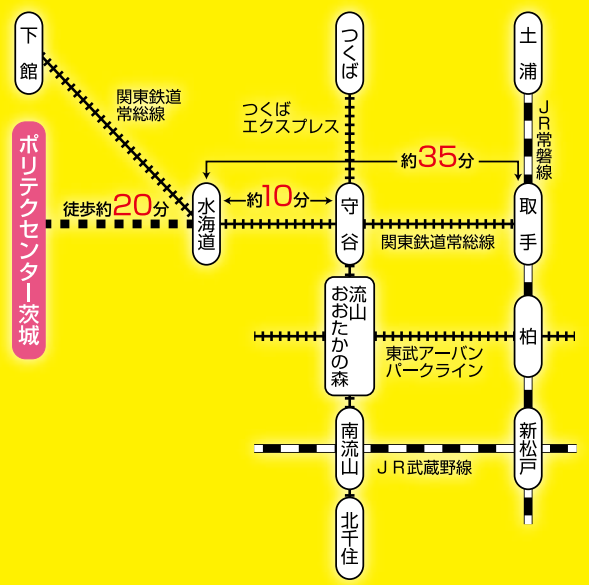 下館
つくば
土浦
関東鉄道
常総線
つくば
エクスプレス
JR常磐線
約35分
ポリテクセンター茨城
徒歩約20分
水海道
約10分
守谷
取手
関東鉄道常総線
流山
おおたかの森
柏
東武アーバン
パークライン
南流山
新松戸
JR武蔵野線
北千住